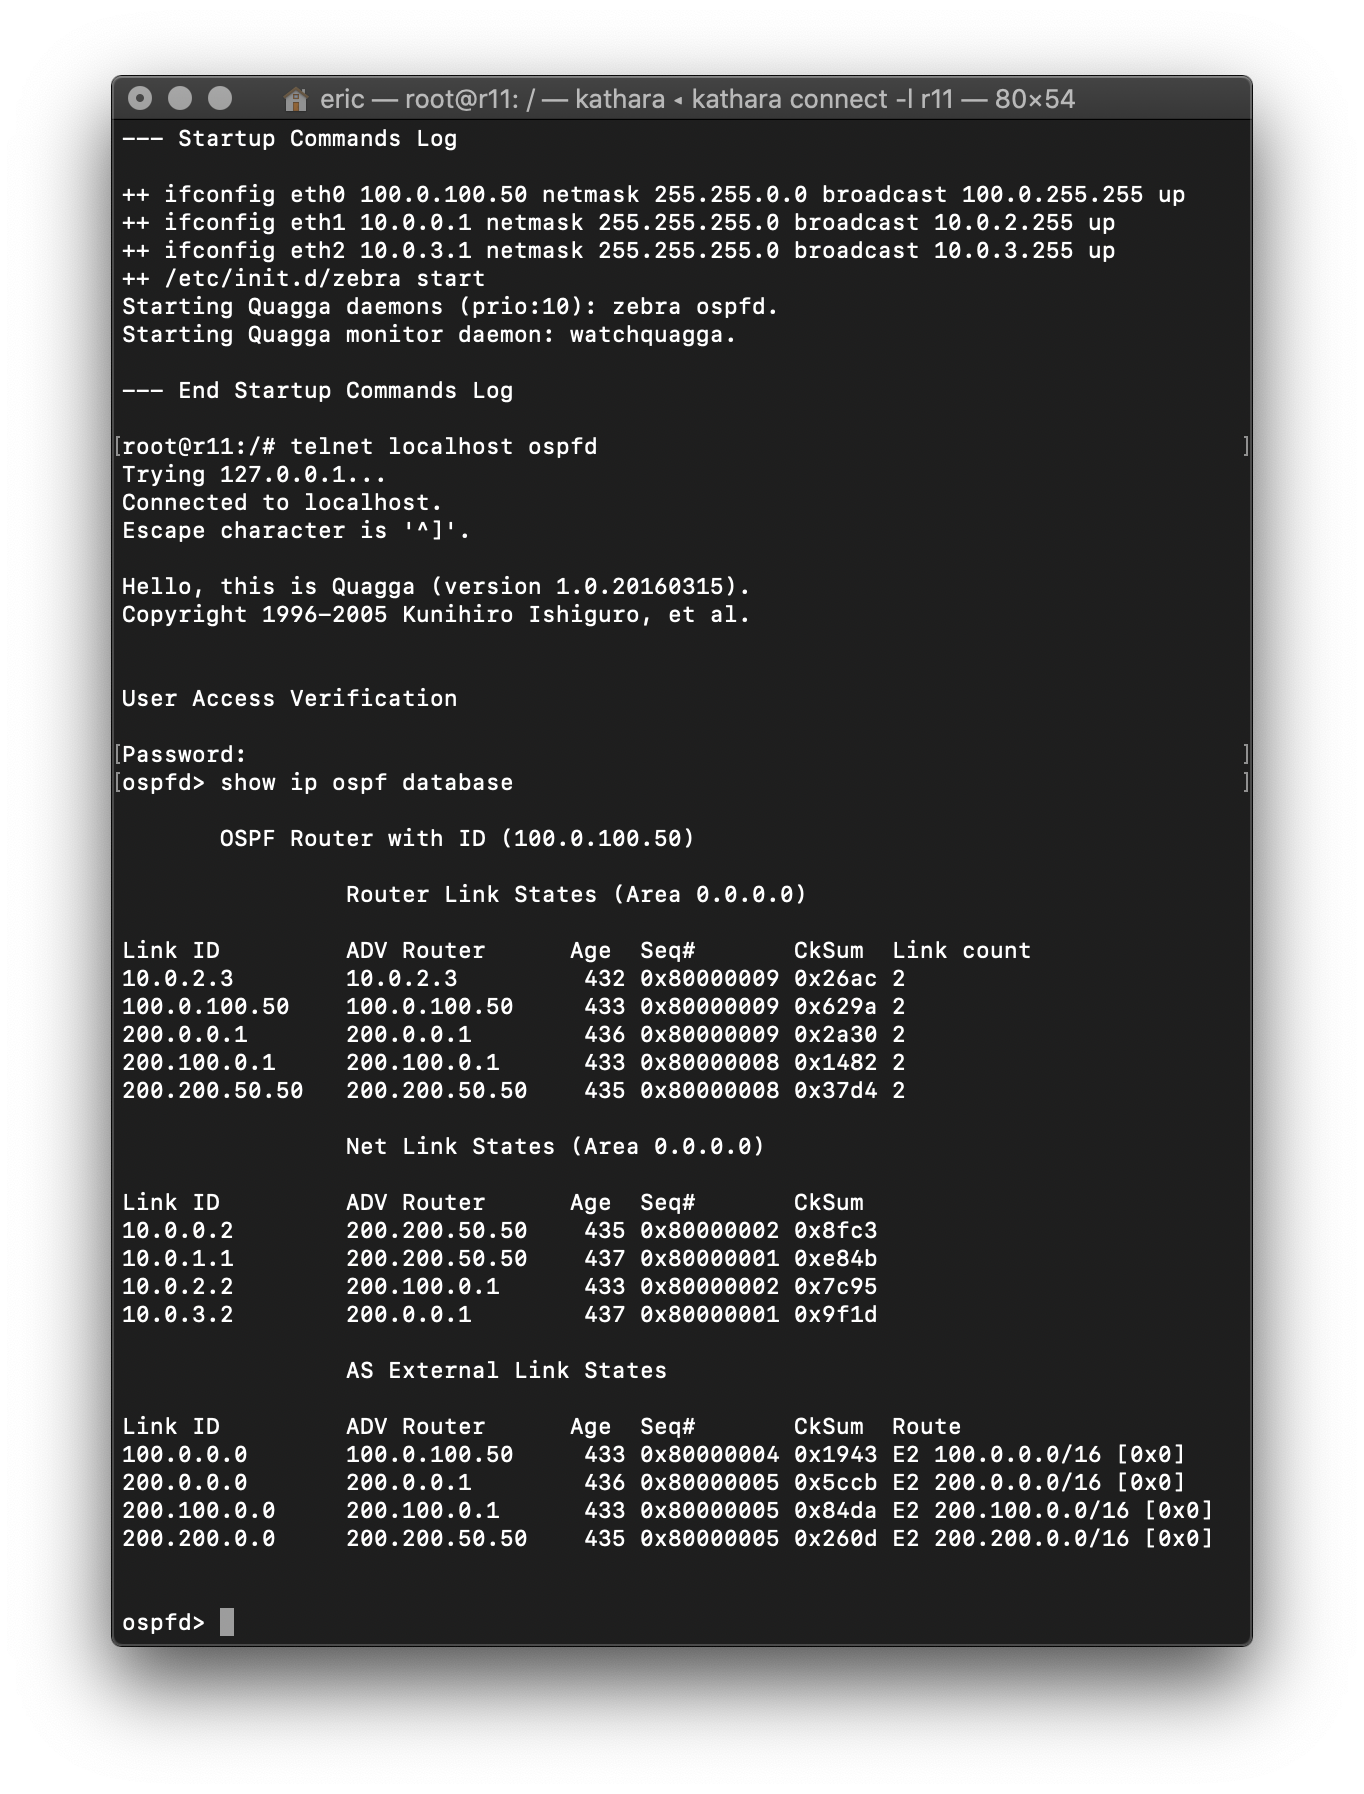 eric — root@r11: / — kathara ◂ kathara connect -l r11 — 80×54
--- Startup Commands Log
++ ifconfig eth0 100.0.100.50 netmask 255.255.0.0 broadcast 100.0.255.255 up
++ ifconfig eth1 10.0.0.1 netmask 255.255.255.0 broadcast 10.0.2.255 up
++ ifconfig eth2 10.0.3.1 netmask 255.255.255.0 broadcast 10.0.3.255 up
++ /etc/init.d/zebra start
Starting Quagga daemons (prio:10): zebra ospfd.
Starting Quagga monitor daemon: watchquagga.
--- End Startup Commands Log
[root@r11:/# telnet localhost ospfd ]
Trying 127.0.0.1...
Connected to localhost.
Escape character is '^]'.
Hello, this is Quagga (version 1.0.20160315).
Copyright 1996-2005 Kunihiro Ishiguro, et al.
User Access Verification
[Password: ]
[ospfd> show ip ospf database ]
OSPF Router with ID (100.0.100.50)
Router Link States (Area 0.0.0.0)
Link ID ADV Router Age Seq# CkSum Link count
10.0.2.3 10.0.2.3 432 0x80000009 0x26ac 2
100.0.100.50 100.0.100.50 433 0x80000009 0x629a 2
200.0.0.1 200.0.0.1 436 0x80000009 0x2a30 2
200.100.0.1 200.100.0.1 433 0x80000008 0x1482 2
200.200.50.50 200.200.50.50 435 0x80000008 0x37d4 2
Net Link States (Area 0.0.0.0)
Link ID ADV Router Age Seq# CkSum
10.0.0.2 200.200.50.50 435 0x80000002 0x8fc3
10.0.1.1 200.200.50.50 437 0x80000001 0xe84b
10.0.2.2 200.100.0.1 433 0x80000002 0x7c95
10.0.3.2 200.0.0.1 437 0x80000001 0x9f1d
AS External Link States
Link ID ADV Router Age Seq# CkSum Route
100.0.0.0 100.0.100.50 433 0x80000004 0x1943 E2 100.0.0.0/16 [0x0]
200.0.0.0 200.0.0.1 436 0x80000005 0x5ccb E2 200.0.0.0/16 [0x0]
200.100.0.0 200.100.0.1 433 0x80000005 0x84da E2 200.100.0.0/16 [0x0]
200.200.0.0 200.200.50.50 435 0x80000005 0x260d E2 200.200.0.0/16 [0x0]
ospfd>